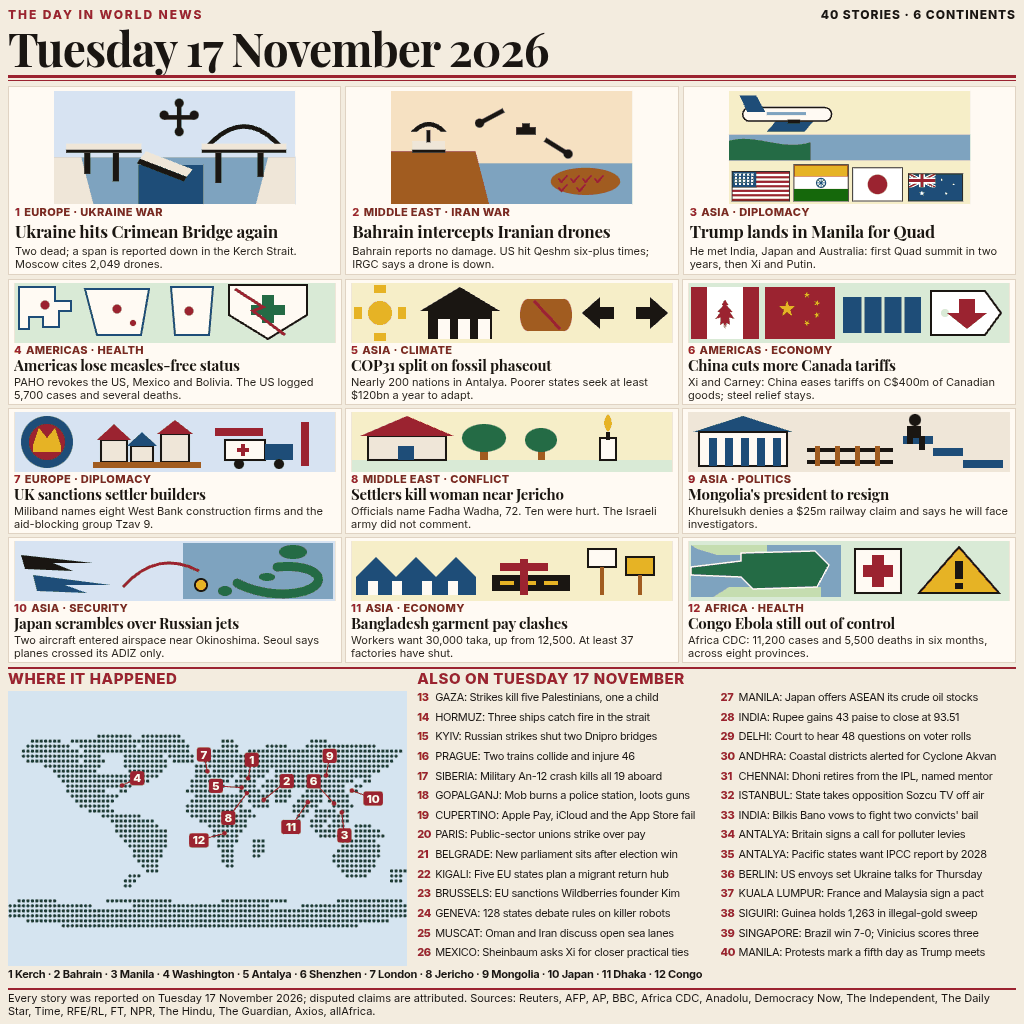 THE DAY IN WORLD NEWS
40 STORIES · 6 CONTINENTS
Tuesday 17 November 2026
1 EUROPE · UKRAINE WAR
Ukraine hits Crimean Bridge again
Two dead; a span is reported down in the Kerch Strait.
Moscow cites 2,049 drones.
2 MIDDLE EAST · IRAN WAR
Bahrain intercepts Iranian drones
Bahrain reports no damage. US hit Qeshm six-plus times;
IRGC says a drone is down.
3 ASIA · DIPLOMACY
Trump lands in Manila for Quad
He met India, Japan and Australia: first Quad summit in two
years, then Xi and Putin.
4 AMERICAS · HEALTH
Americas lose measles-free status
PAHO revokes the US, Mexico and Bolivia. The US logged
5,700 cases and several deaths.
5 ASIA · CLIMATE
COP31 split on fossil phaseout
Nearly 200 nations in Antalya. Poorer states seek at least
$120bn a year to adapt.
6 AMERICAS · ECONOMY
China cuts more Canada tariffs
Xi and Carney: China eases tariffs on C$400m of Canadian
goods; steel relief stays.
7 EUROPE · DIPLOMACY
UK sanctions settler builders
Miliband names eight West Bank construction firms and the
aid-blocking group Tzav 9.
8 MIDDLE EAST · CONFLICT
Settlers kill woman near Jericho
Officials name Fadha Wadha, 72. Ten were hurt. The Israeli
army did not comment.
9 ASIA · POLITICS
Mongolia's president to resign
Khurelsukh denies a $25m railway claim and says he will face
investigators.
10 ASIA · SECURITY
Japan scrambles over Russian jets
Two aircraft entered airspace near Okinoshima. Seoul says
planes crossed its ADIZ only.
11 ASIA · ECONOMY
Bangladesh garment pay clashes
Workers want 30,000 taka, up from 12,500. At least 37
factories have shut.
12 AFRICA · HEALTH
Congo Ebola still out of control
Africa CDC: 11,200 cases and 5,500 deaths in six months,
across eight provinces.
WHERE IT HAPPENED
7
1
9
4
5
2
6
10
8
11
12
3
1 Kerch · 2 Bahrain · 3 Manila · 4 Washington · 5 Antalya · 6 Shenzhen · 7 London · 8 Jericho · 9 Mongolia · 10 Japan · 11 Dhaka · 12 Congo
ALSO ON TUESDAY 17 NOVEMBER
13 GAZA: Strikes kill five Palestinians, one a child
14 HORMUZ: Three ships catch fire in the strait
15 KYIV: Russian strikes shut two Dnipro bridges
16 PRAGUE: Two trains collide and injure 46
17 SIBERIA: Military An-12 crash kills all 19 aboard
18 GOPALGANJ: Mob burns a police station, loots guns
19 CUPERTINO: Apple Pay, iCloud and the App Store fail
20 PARIS: Public-sector unions strike over pay
21 BELGRADE: New parliament sits after election win
22 KIGALI: Five EU states plan a migrant return hub
23 BRUSSELS: EU sanctions Wildberries founder Kim
24 GENEVA: 128 states debate rules on killer robots
25 MUSCAT: Oman and Iran discuss open sea lanes
26 MEXICO: Sheinbaum asks Xi for closer practical ties
27 MANILA: Japan offers ASEAN its crude oil stocks
28 INDIA: Rupee gains 43 paise to close at 93.51
29 DELHI: Court to hear 48 questions on voter rolls
30 ANDHRA: Coastal districts alerted for Cyclone Akvan
31 CHENNAI: Dhoni retires from the IPL, named mentor
32 ISTANBUL: State takes opposition Sozcu TV off air
33 INDIA: Bilkis Bano vows to fight two convicts' bail
34 ANTALYA: Britain signs a call for polluter levies
35 ANTALYA: Pacific states want IPCC report by 2028
36 BERLIN: US envoys set Ukraine talks for Thursday
37 KUALA LUMPUR: France and Malaysia sign a pact
38 SIGUIRI: Guinea holds 1,263 in illegal-gold sweep
39 SINGAPORE: Brazil win 7-0; Vinicius scores three
40 MANILA: Protests mark a fifth day as Trump meets
Every story was reported on Tuesday 17 November 2026; disputed claims are attributed. Sources: Reuters, AFP, AP, BBC, Africa CDC, Anadolu, Democracy Now, The Independent, The Daily
Star, Time, RFE/RL, FT, NPR, The Hindu, The Guardian, Axios, allAfrica.